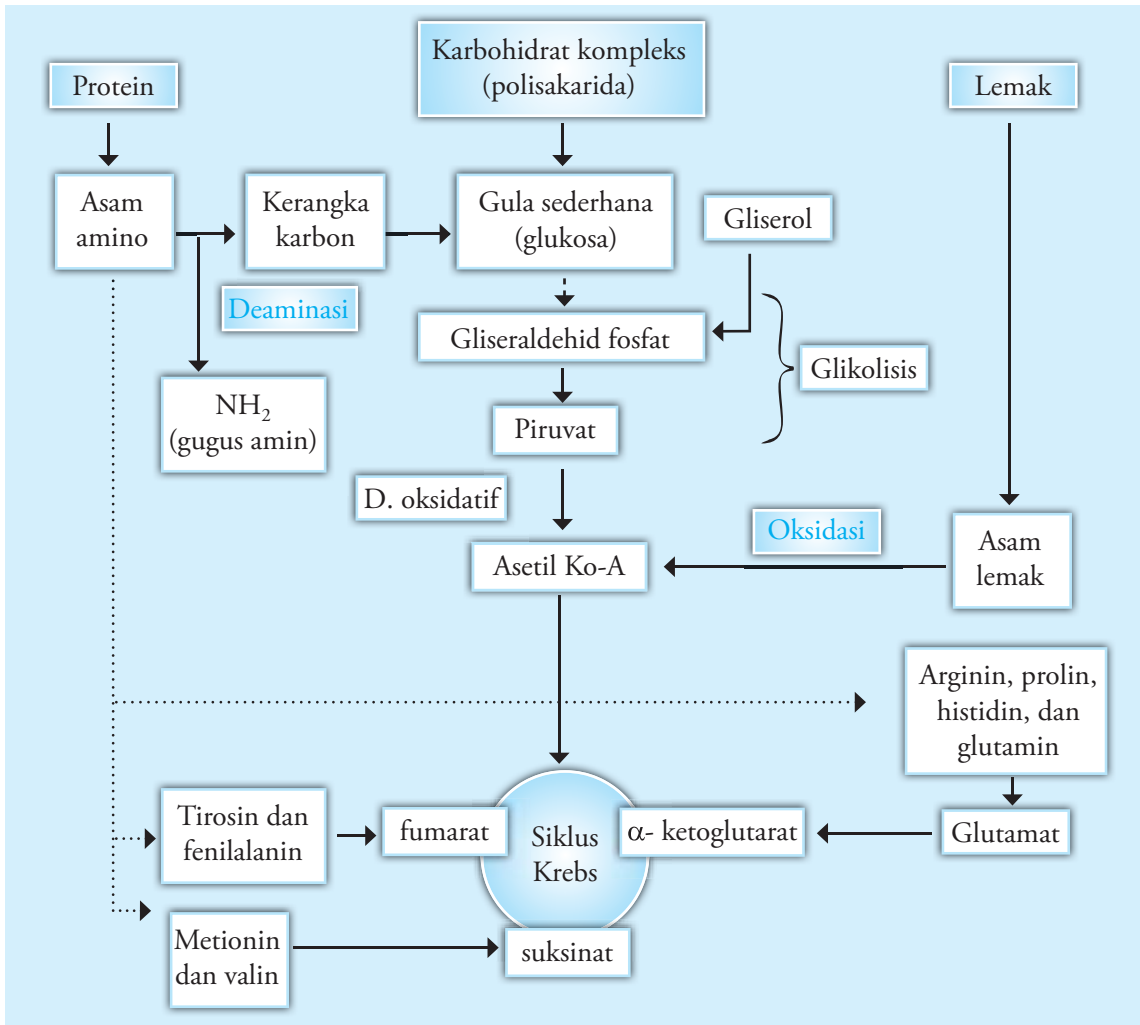 Karbohidrat kompleks
(polisakarida)
Protein
Lemak
Asam
amino
Kerangka
karbon
Gula sederhana
(glukosa)
Gliserol
Deaminasi
Gliseraldehid fosfat
Glikolisis
NH₂
(gugus amin)
Piruvat
D. oksidatif
Oksidasi
Asam
lemak
Asetil Ko-A
Arginin, prolin,
histidin, dan
glutamin
Tirosin dan
fenilalanin
fumarat
Siklus
Krebs
α- ketoglutarat
Glutamat
Metionin
dan valin
suksinat